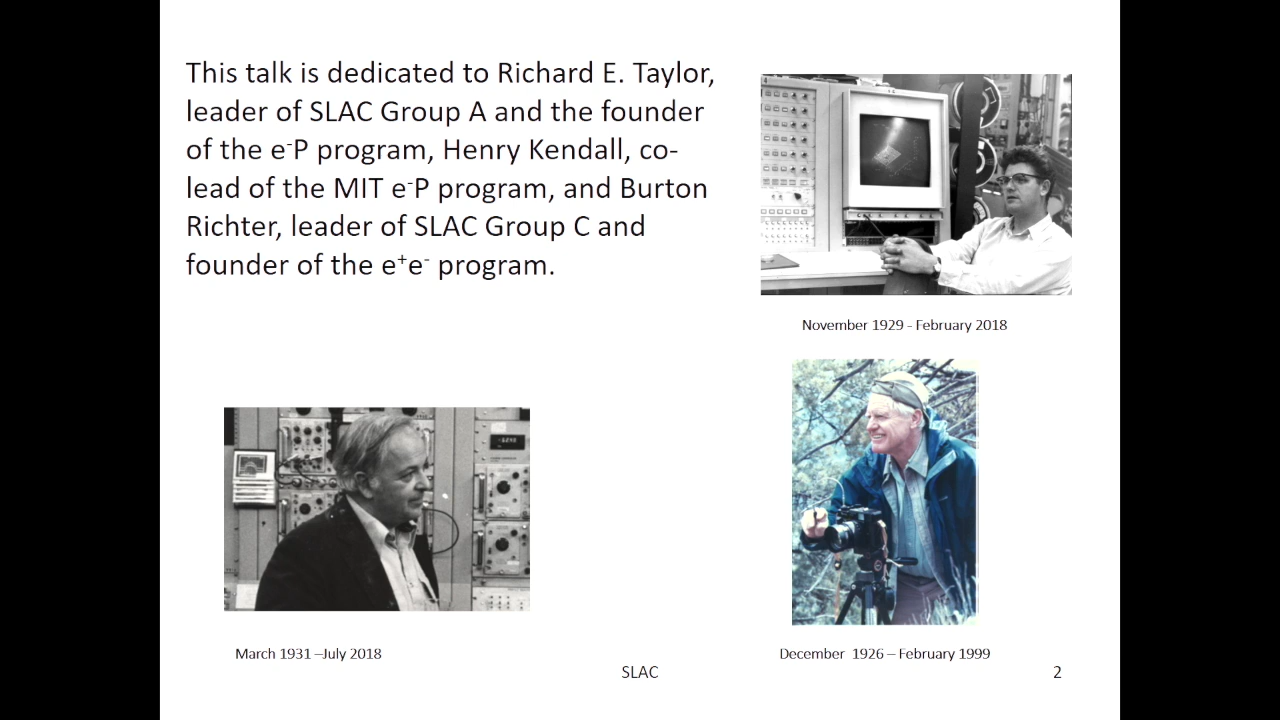 This talk is dedicated to Richard E. Taylor,
leader of SLAC Group A and the founder
of the e⁻P program, Henry Kendall, co-
lead of the MIT e⁻P program, and Burton
Richter, leader of SLAC Group C and
founder of the e⁺e⁻ program.
November 1929 - February 2018
March 1931 –July 2018
December  1926 – February 1999
SLAC
2